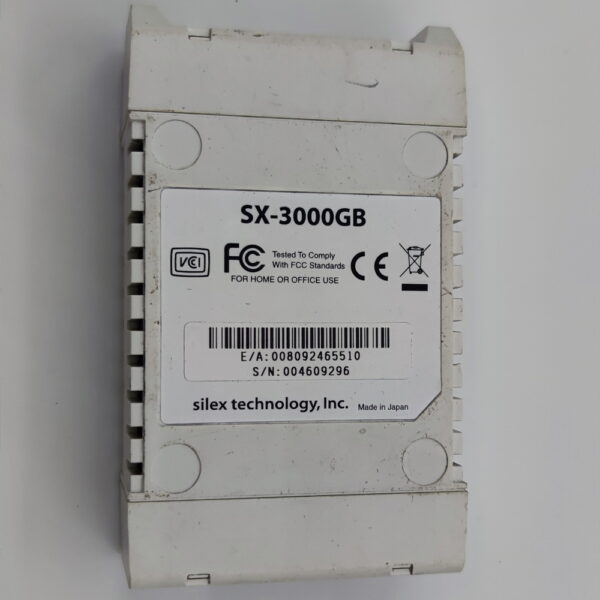 SX-3000GB
VCI
FC Tested To Comply
With FCC Standards
CE
FOR HOME OR OFFICE USE
E/A:008092465510
S/N:004609296
silex technology, Inc. Made in Japan